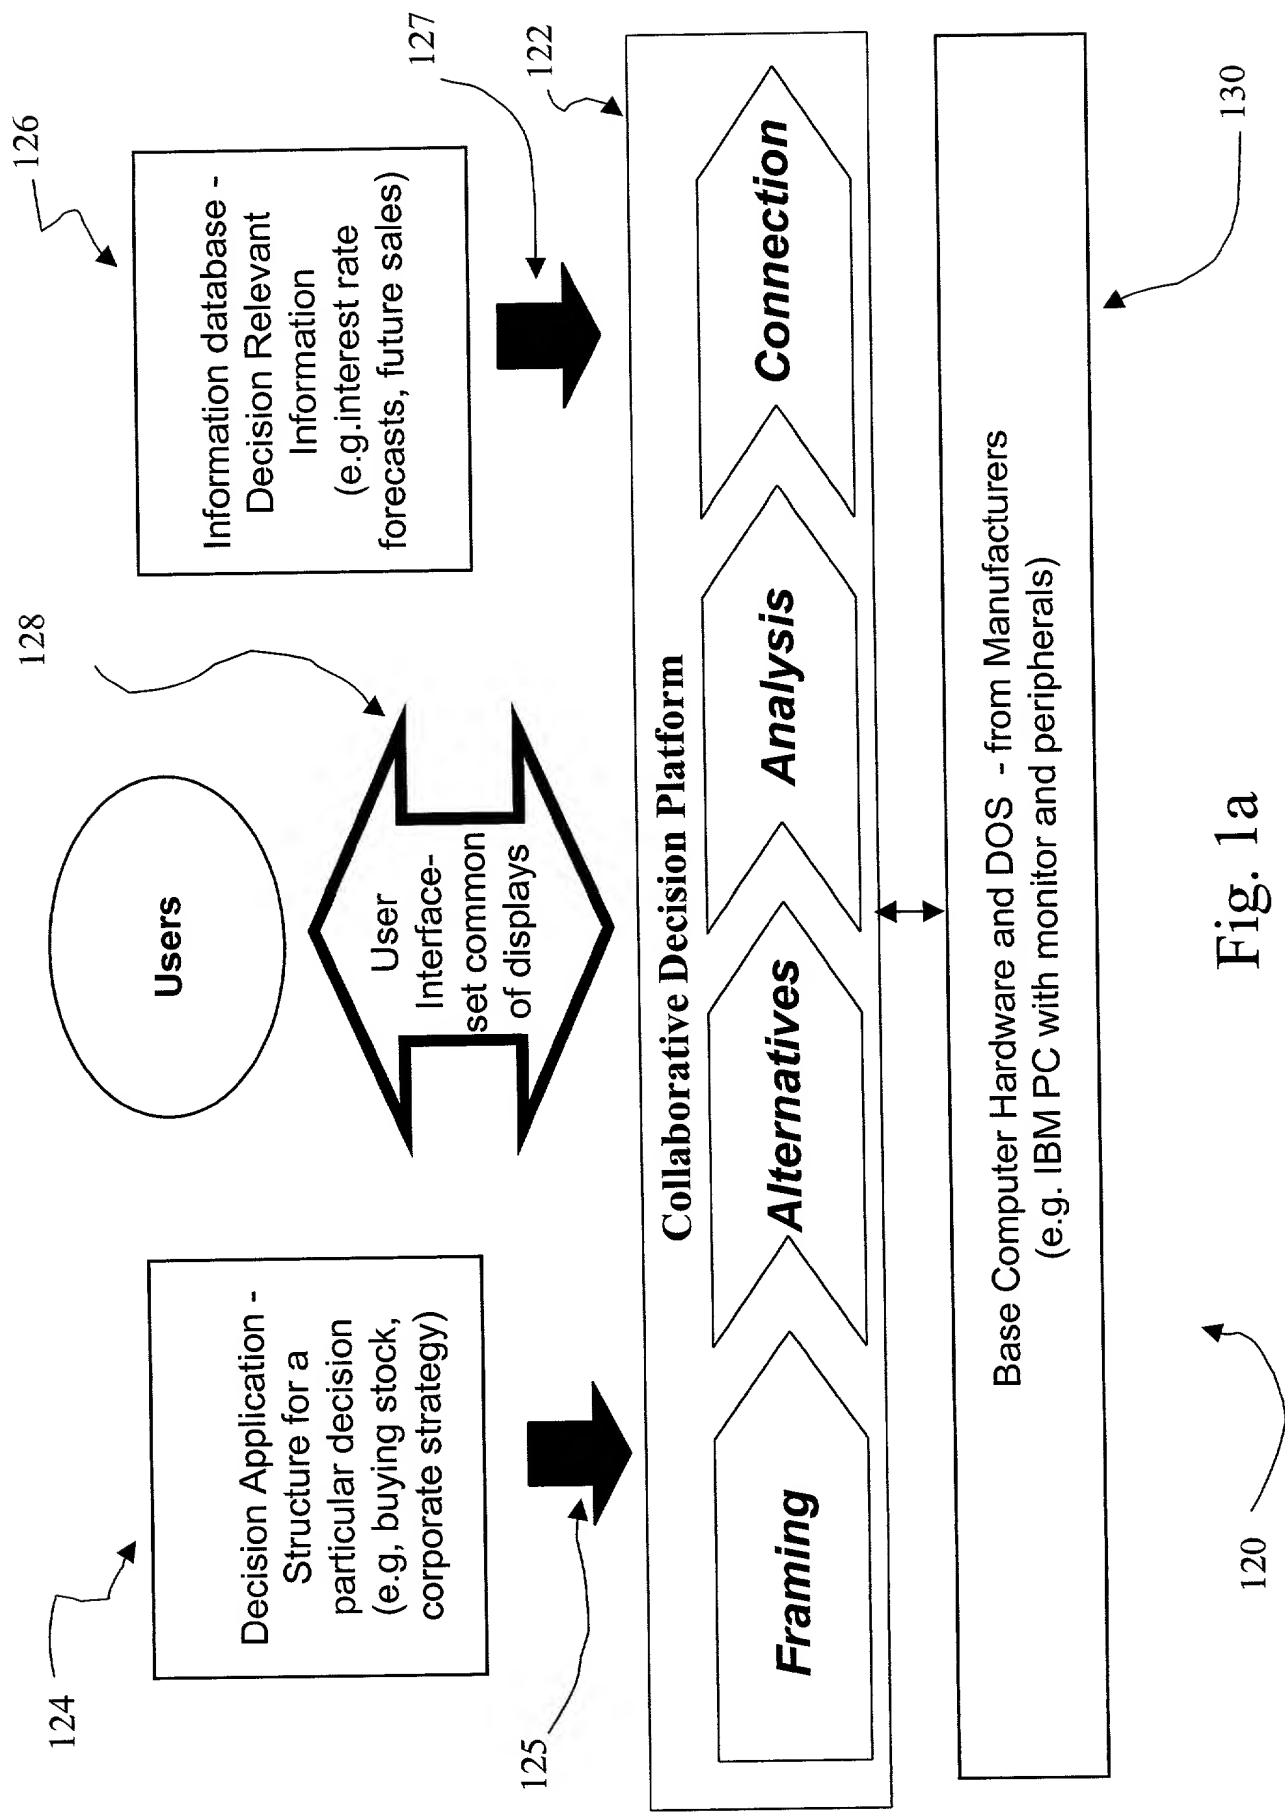 Users
124
Decision Application -
Structure for a
particular decision
(e.g, buying stock,
corporate strategy)
125
128
User
Interface-
set common
of displays
126
Information database -
Decision Relevant
Information
(e.g.interest rate
forecasts, future sales)
127
122
Collaborative Decision Platform
Framing
Alternatives
Analysis
Connection
Base Computer Hardware and DOS - from Manufacturers
(e.g. IBM PC with monitor and peripherals)
130
120
Fig. 1a